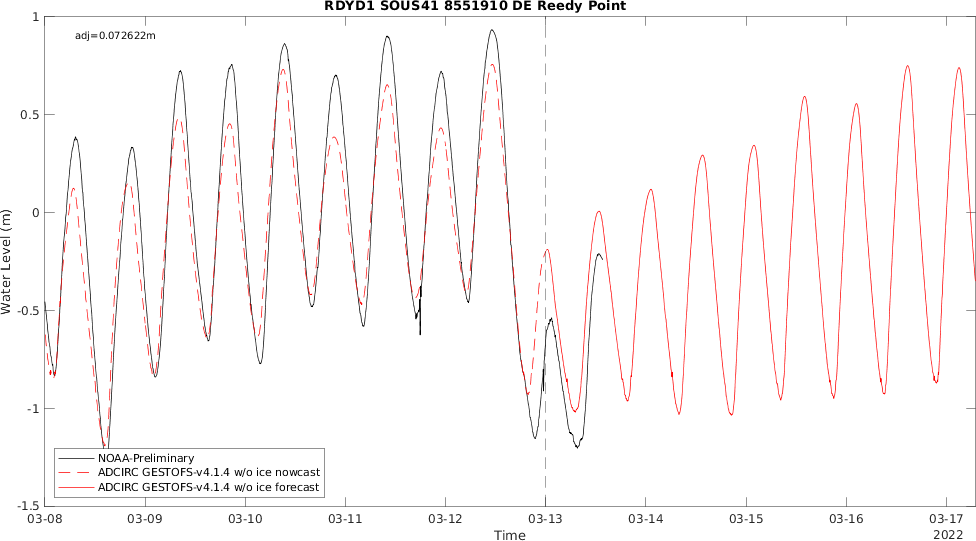 RDYD1 SOUS41 8551910 DE Reedy Point
adj=0.072622m
Water Level (m)
1
0.5
0
-0.5
-1
-1.5
NOAA-Preliminary
ADCIRC GESTOFS-v4.1.4 w/o ice nowcast
ADCIRC GESTOFS-v4.1.4 w/o ice forecast
03-08 03-09 03-10 03-11 03-12 03-13 03-14 03-15 03-16 03-17
Time
2022